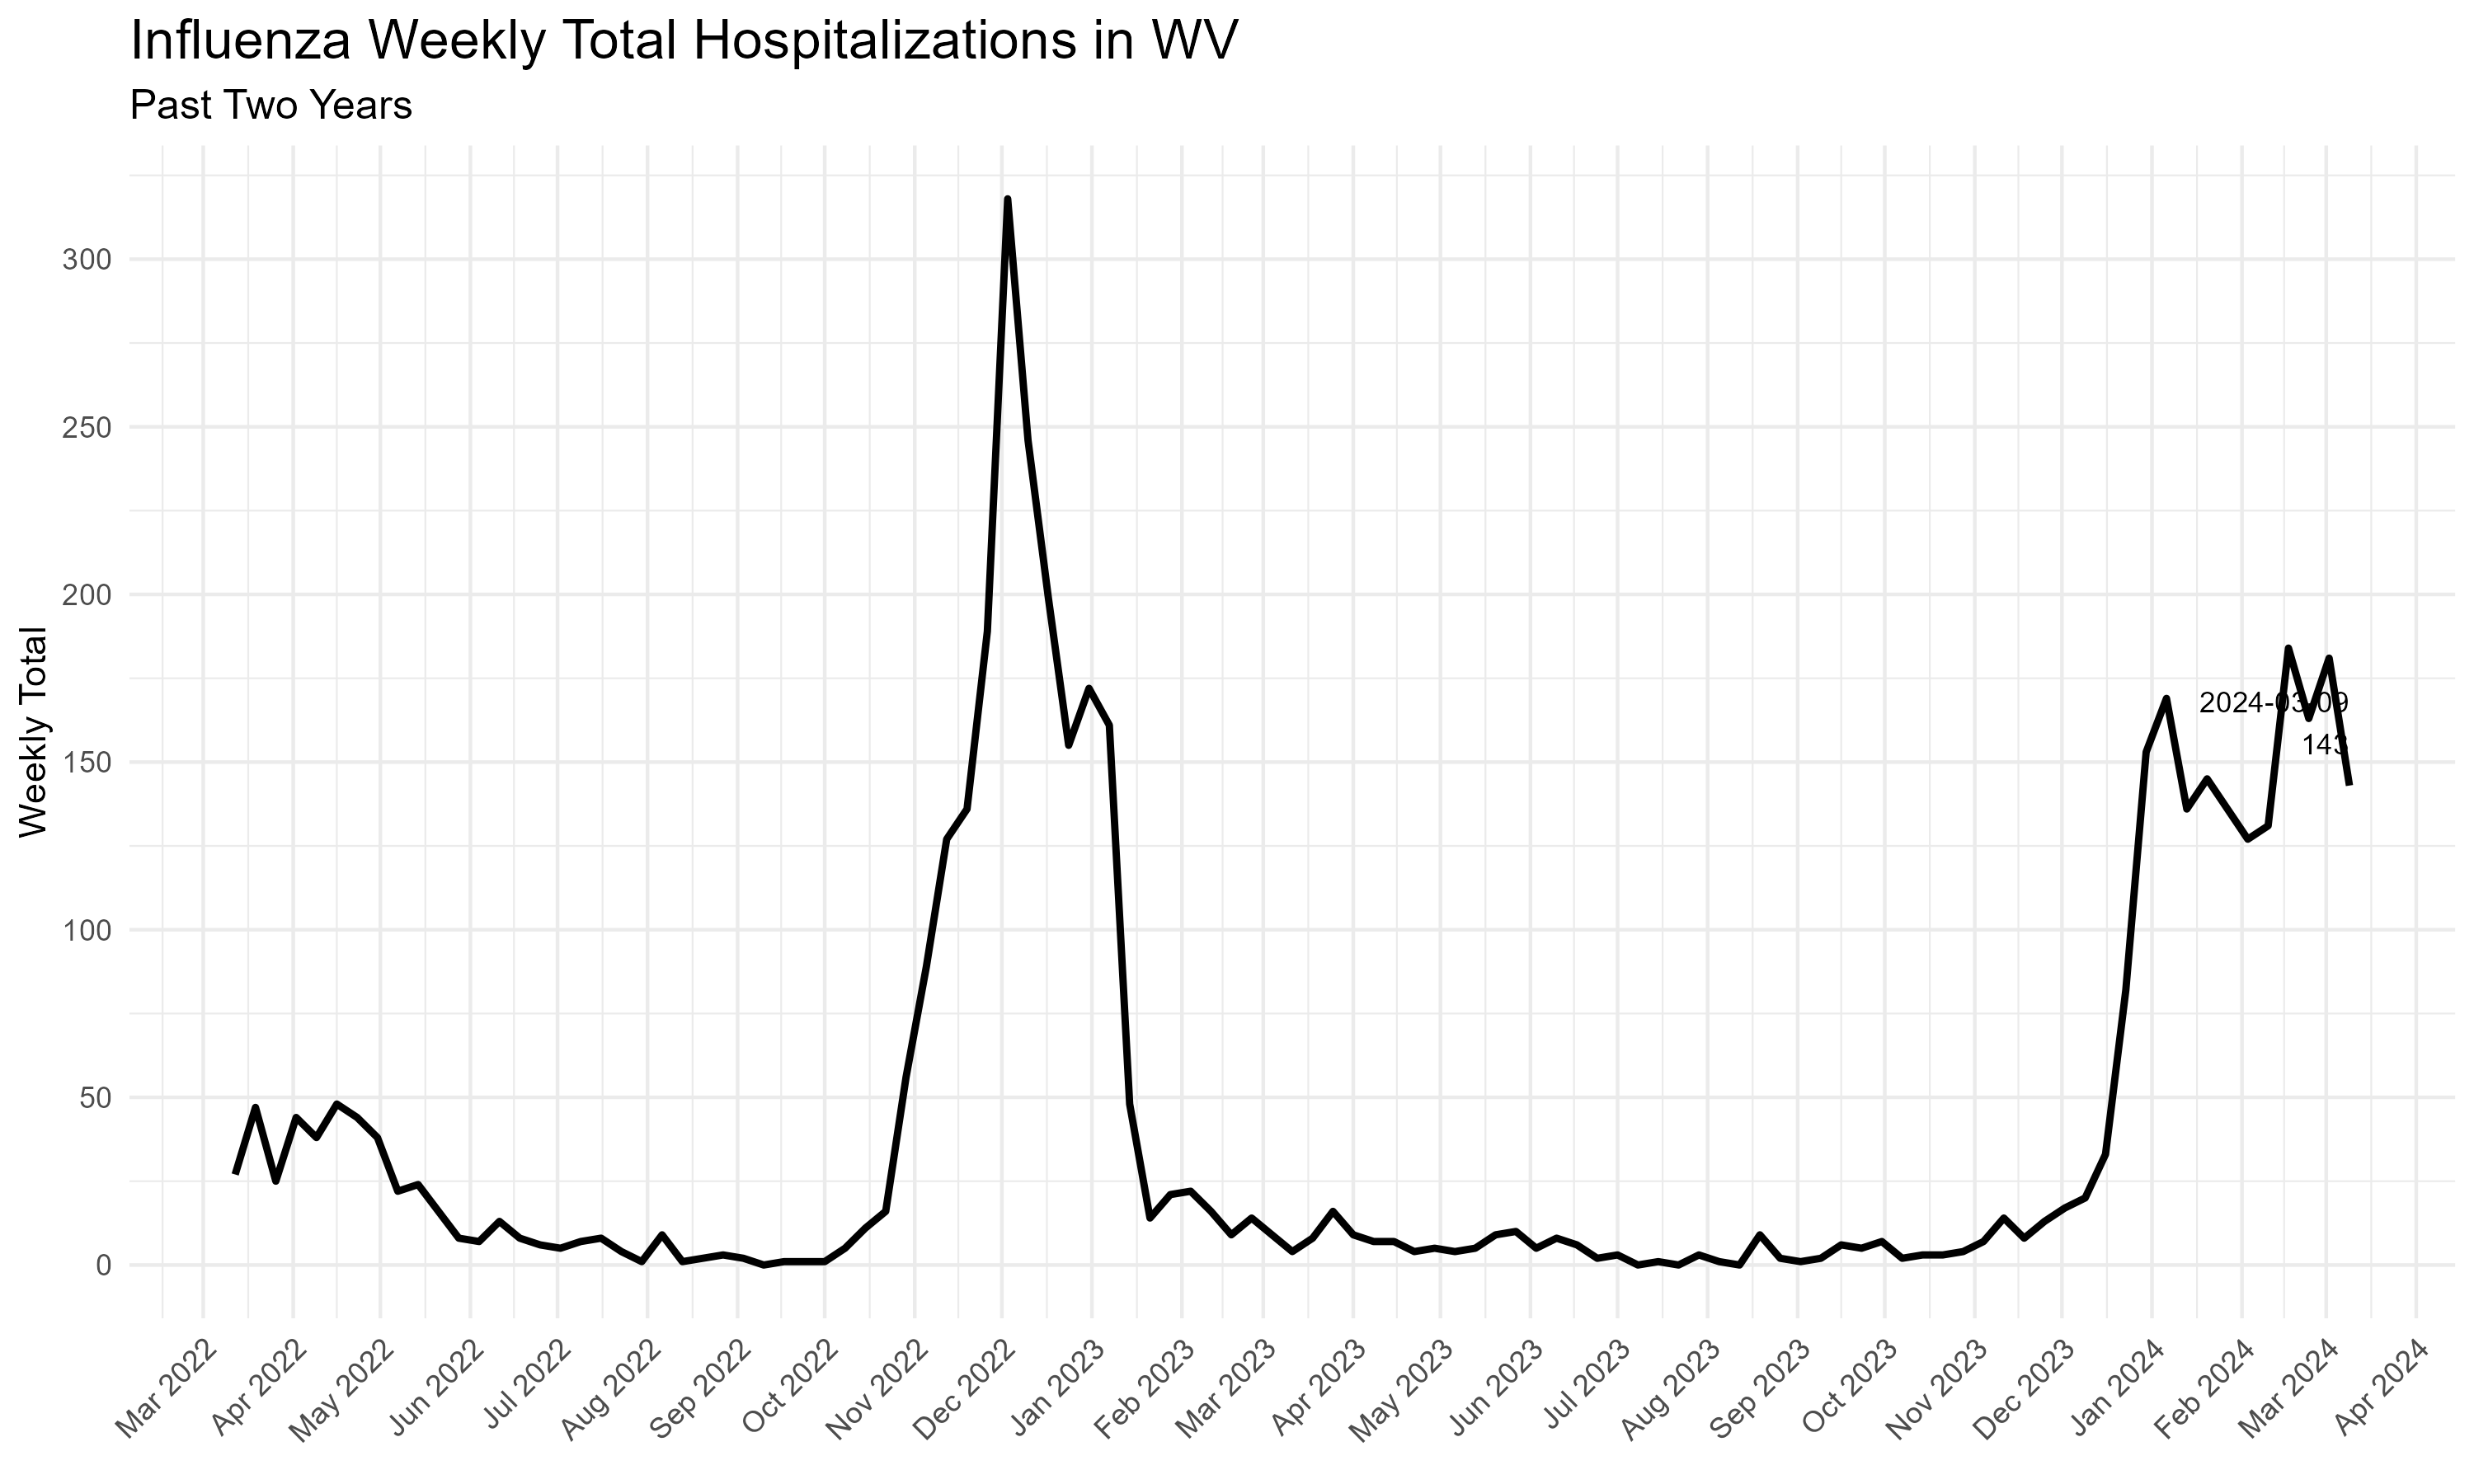 Influenza Weekly Total Hospitalizations in WV
Past Two Years
Weekly Total
300
250
200
150
100
50
0
2024-03-09
143
Mar 2022
Apr 2022
May 2022
Jun 2022
Jul 2022
Aug 2022
Sep 2022
Oct 2022
Nov 2022
Dec 2022
Jan 2023
Feb 2023
Mar 2023
Apr 2023
May 2023
Jun 2023
Jul 2023
Aug 2023
Sep 2023
Oct 2023
Nov 2023
Dec 2023
Jan 2024
Feb 2024
Mar 2024
Apr 2024